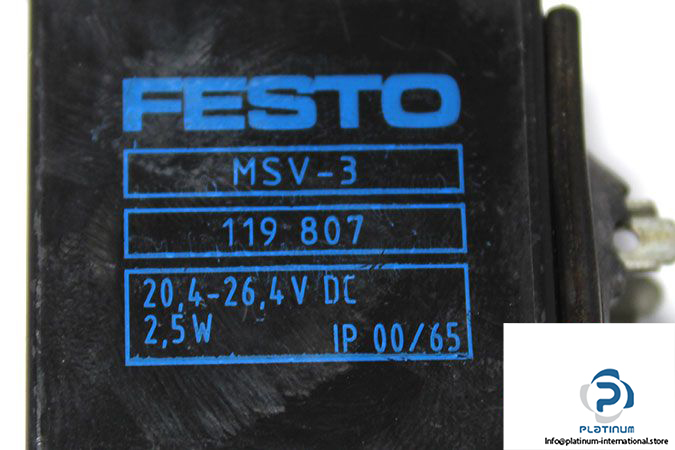 FESTO
MSV-3
119 807
20,4-26,4 V DC
2,5W IP 00/65
PLATINUM
Info@platinum-international.store